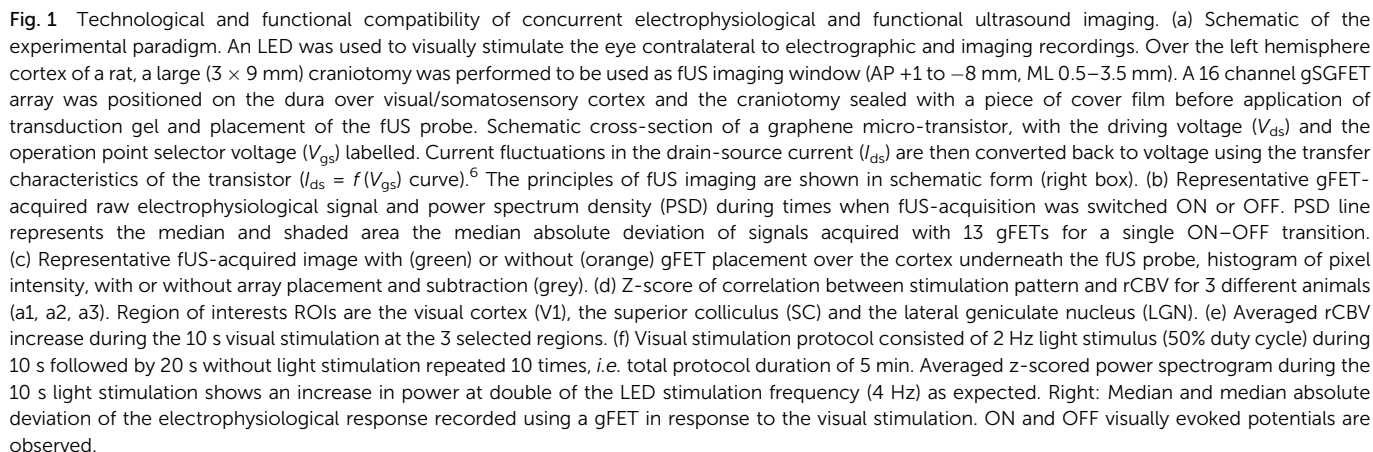 Fig. 1 Technological and functional compatibility of concurrent electrophysiological and functional ultrasound imaging. (a) Schematic of the
experimental paradigm. An LED was used to visually stimulate the eye contralateral to electrographic and imaging recordings. Over the left hemisphere
cortex of a rat, a large (3 × 9 mm) craniotomy was performed to be used as fUS imaging window (AP +1 to −8 mm, ML 0.5–3.5 mm). A 16 channel gSGFET
array was positioned on the dura over visual/somatosensory cortex and the craniotomy sealed with a piece of cover film before application of
transduction gel and placement of the fUS probe. Schematic cross-section of a graphene micro-transistor, with the driving voltage (Vds) and the
operation point selector voltage (Vgs) labelled. Current fluctuations in the drain-source current (Ids) are then converted back to voltage using the transfer
characteristics of the transistor (Ids = f(Vgs) curve).6 The principles of fUS imaging are shown in schematic form (right box). (b) Representative gFET-
acquired raw electrophysiological signal and power spectrum density (PSD) during times when fUS-acquisition was switched ON or OFF. PSD line
represents the median and shaded area the median absolute deviation of signals acquired with 13 gFETs for a single ON–OFF transition.
(c) Representative fUS-acquired image with (green) or without (orange) gFET placement over the cortex underneath the fUS probe, histogram of pixel
intensity, with or without array placement and subtraction (grey). (d) Z-score of correlation between stimulation pattern and rCBV for 3 different animals
(a1, a2, a3). Region of interests ROIs are the visual cortex (V1), the superior colliculus (SC) and the lateral geniculate nucleus (LGN). (e) Averaged rCBV
increase during the 10 s visual stimulation at the 3 selected regions. (f) Visual stimulation protocol consisted of 2 Hz light stimulus (50% duty cycle) during
10 s followed by 20 s without light stimulation repeated 10 times, i.e. total protocol duration of 5 min. Averaged z-scored power spectrogram during the
10 s light stimulation shows an increase in power at double of the LED stimulation frequency (4 Hz) as expected. Right: Median and median absolute
deviation of the electrophysiological response recorded using a gFET in response to the visual stimulation. ON and OFF visually evoked potentials are
observed.